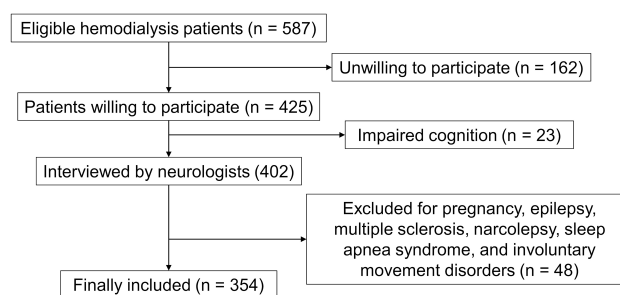 Eligible hemodialysis patients (n = 587)
Unwilling to participate (n = 162)
Patients willing to participate (n = 425)
Impaired cognition (n = 23)
Interviewed by neurologists (402)
Excluded for pregnancy, epilepsy,
multiple sclerosis, narcolepsy, sleep
apnea syndrome, and involuntary
movement disorders (n = 48)
Finally included (n = 354)